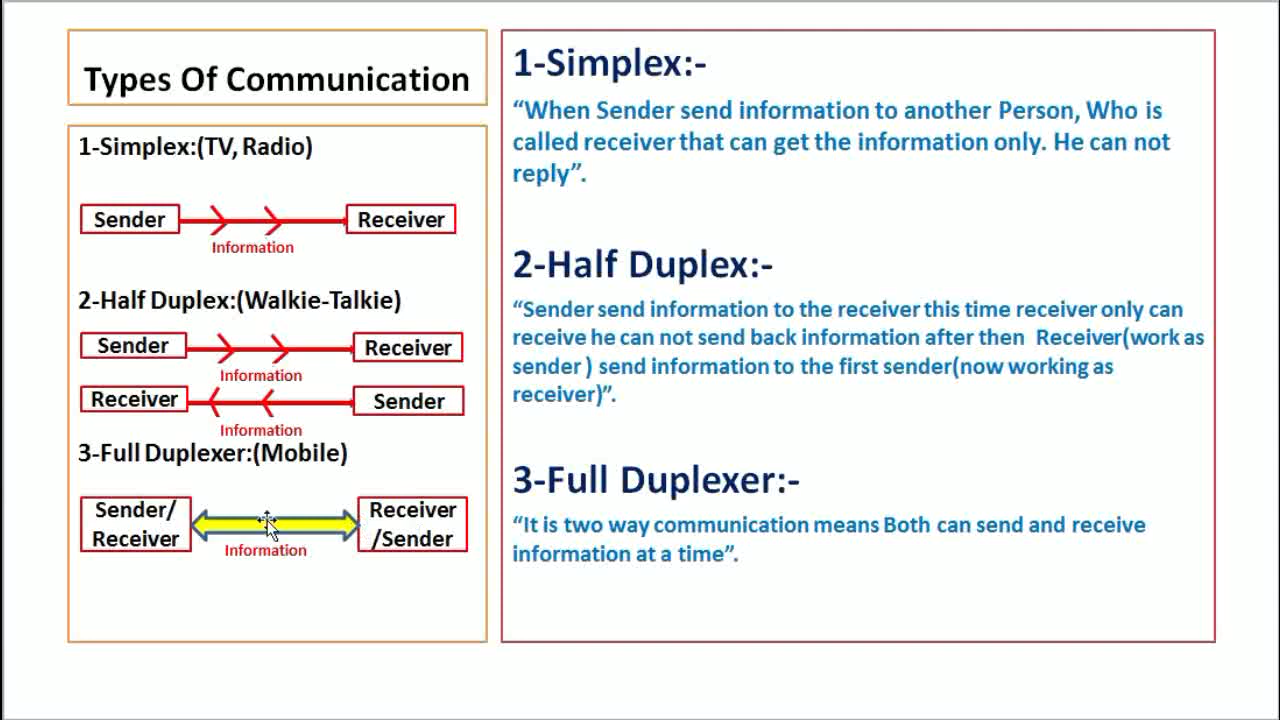 Types Of Communication
1-Simplex:(TV, Radio)
Sender
Receiver
Information
2-Half Duplex:(Walkie-Talkie)
Sender
Receiver
Information
Receiver
Sender
Information
3-Full Duplexer:(Mobile)
Sender/
Receiver
Receiver
/Sender
Information
1-Simplex:-
“When Sender send information to another Person, Who is
called receiver that can get the information only. He can not
reply”.
2-Half Duplex:-
“Sender send information to the receiver this time receiver only can
receive he can not send back information after then Receiver(work as
sender ) send information to the first sender(now working as
receiver)”.
3-Full Duplexer:-
“It is two way communication means Both can send and receive
information at a time”.